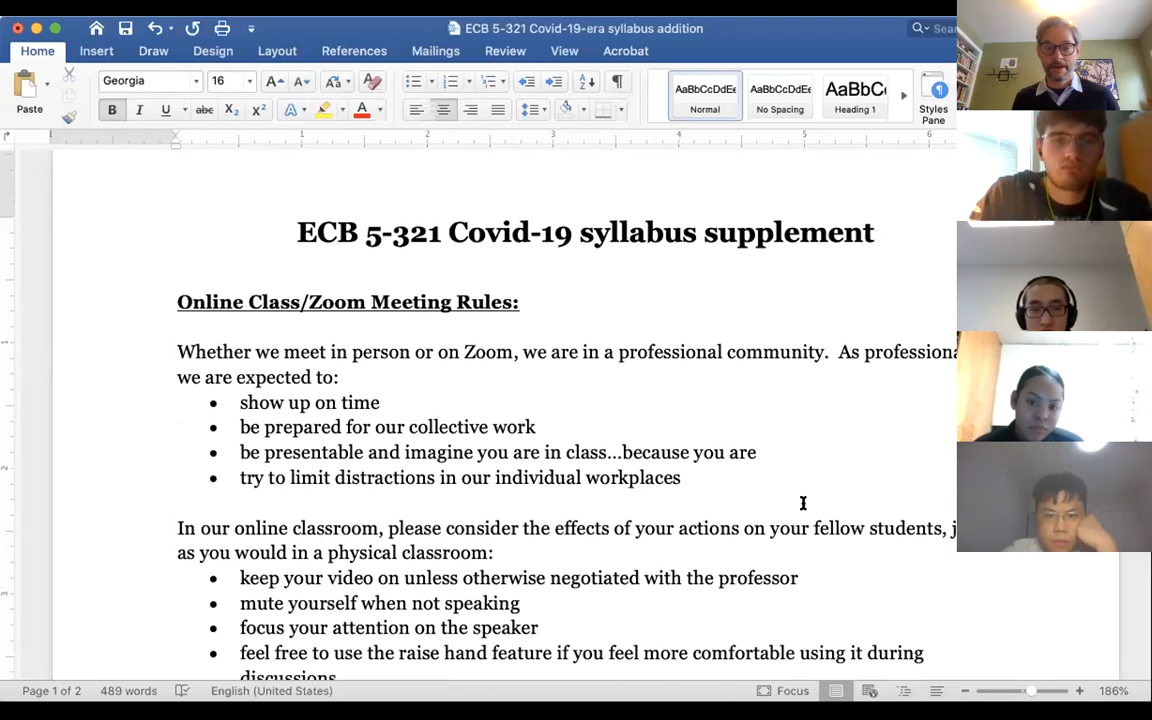 ECB 5-321 Covid-19-era syllabus addition
Home Insert Draw Design Layout References Mailings Review View Acrobat
Paste
Georgia 16
AaBbCcDdEe AaBbCcDdEe AaBbCc
Normal No Spacing Heading 1
Styles Pane
1 1 2 3 4 5 6
ECB 5-321 Covid-19 syllabus supplement
Online Class/Zoom Meeting Rules:
Whether we meet in person or on Zoom, we are in a professional community. As
we are expected to:
• show up on time
• be prepared for our collective work
• be presentable and imagine you are in class...because you are
• try to limit distractions in our individual workplaces
In our online classroom, please consider the effects of your actions on your fellow students,
as you would in a physical classroom:
• keep your video on unless otherwise negotiated with the professor
• mute yourself when not speaking
• focus your attention on the speaker
• feel free to use the raise hand feature if you feel more comfortable using it during
discussions
Page 1 of 2 489 words English (United States) Focus 186%